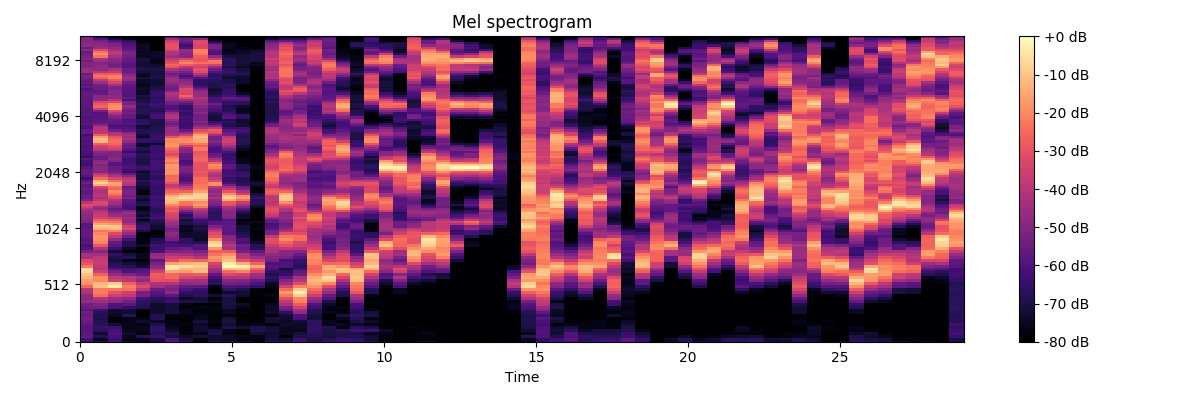 Mel spectrogram
Hz
8192
4096
2048
1024
512
0
0 5 10 15 20 25
Time
+0 dB
-10 dB
-20 dB
-30 dB
-40 dB
-50 dB
-60 dB
-70 dB
-80 dB